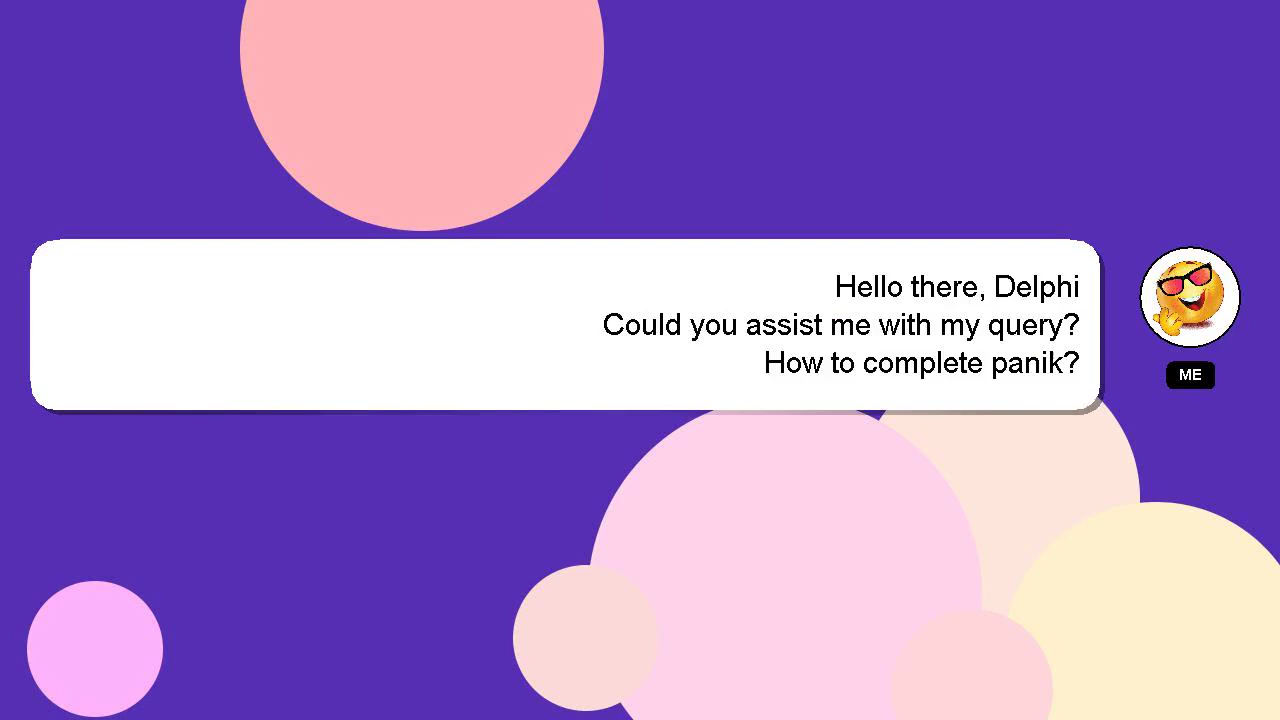 Hello there, Delphi
Could you assist me with my query?
How to complete panik?
ME